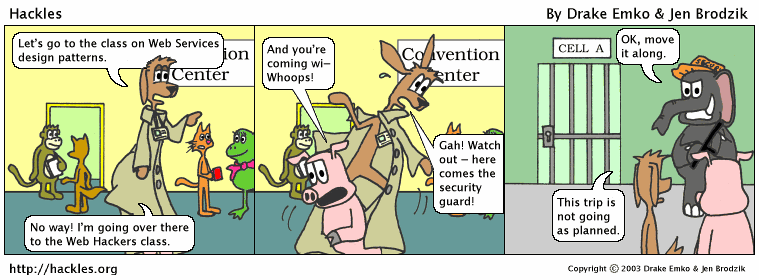 Hackles
By Drake Emko & Jen Brodzik
Let's go to the class on Web Services
design patterns.
ention
Center
No way! I'm going over there
to the Web Hackers class.
And you're
coming wi—
Whoops!
Convention
enter
Gah! Watch
out – here
comes the
security
guard!
CELL A
OK, move
it along.
SECUR
This trip is
not going
as planned.
http://hackles.org
Copyright © 2003 Drake Emko & Jen Brodzik